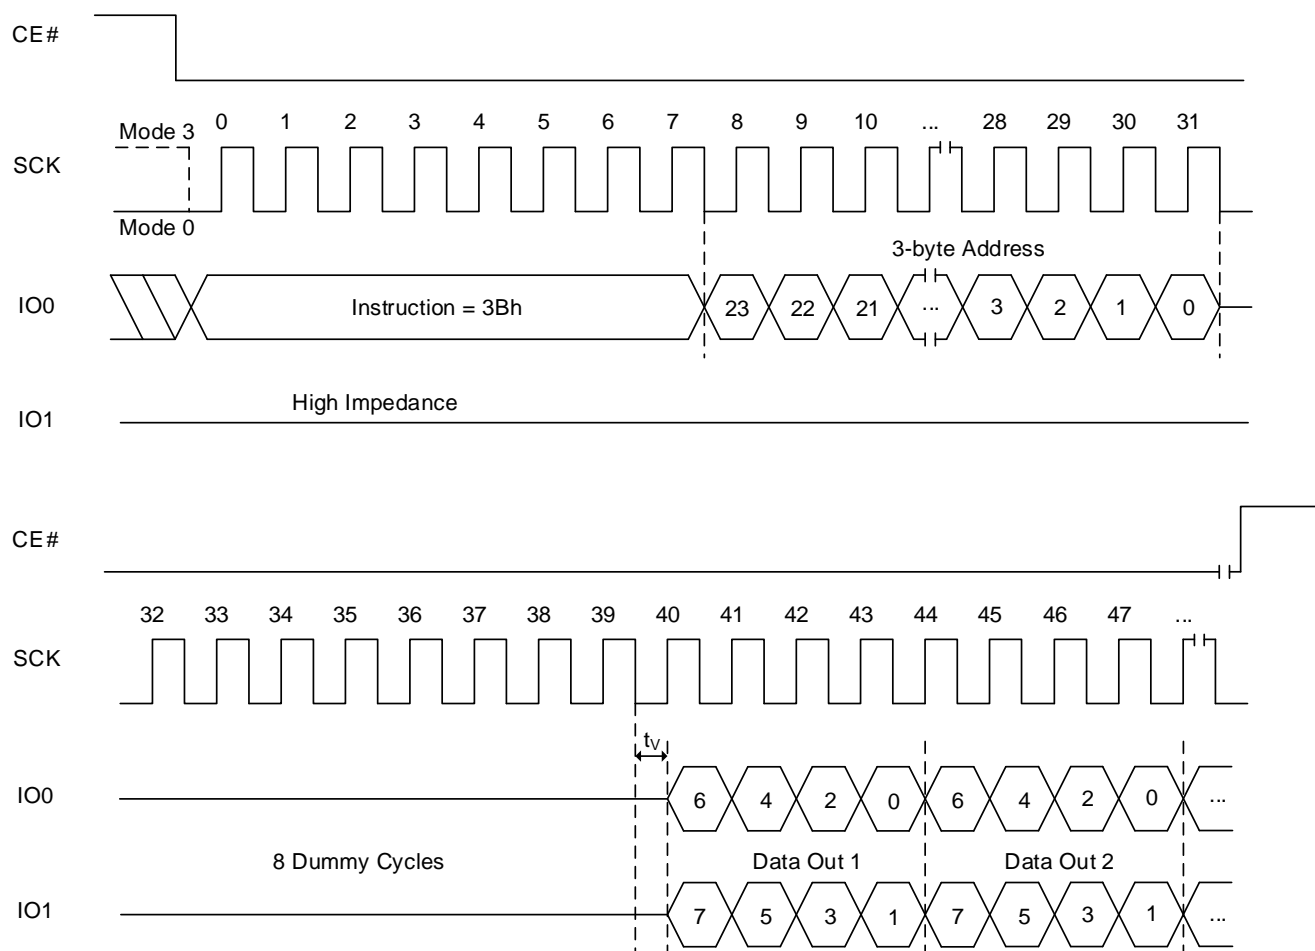 CE#
Mode 3 0 1 2 3 4 5 6 7 8 9 10 ... 28 29 30 31
SCK
Mode 0
3-byte Address
IO0 Instruction = 3Bh 23 22 21 ... 3 2 1 0
High Impedance
IO1
CE#
32 33 34 35 36 37 38 39 40 41 42 43 44 45 46 47 ...
SCK
tV
IO0 6 4 2 0 6 4 2 0 ...
8 Dummy Cycles Data Out 1 Data Out 2
IO1 7 5 3 1 7 5 3 1 ...